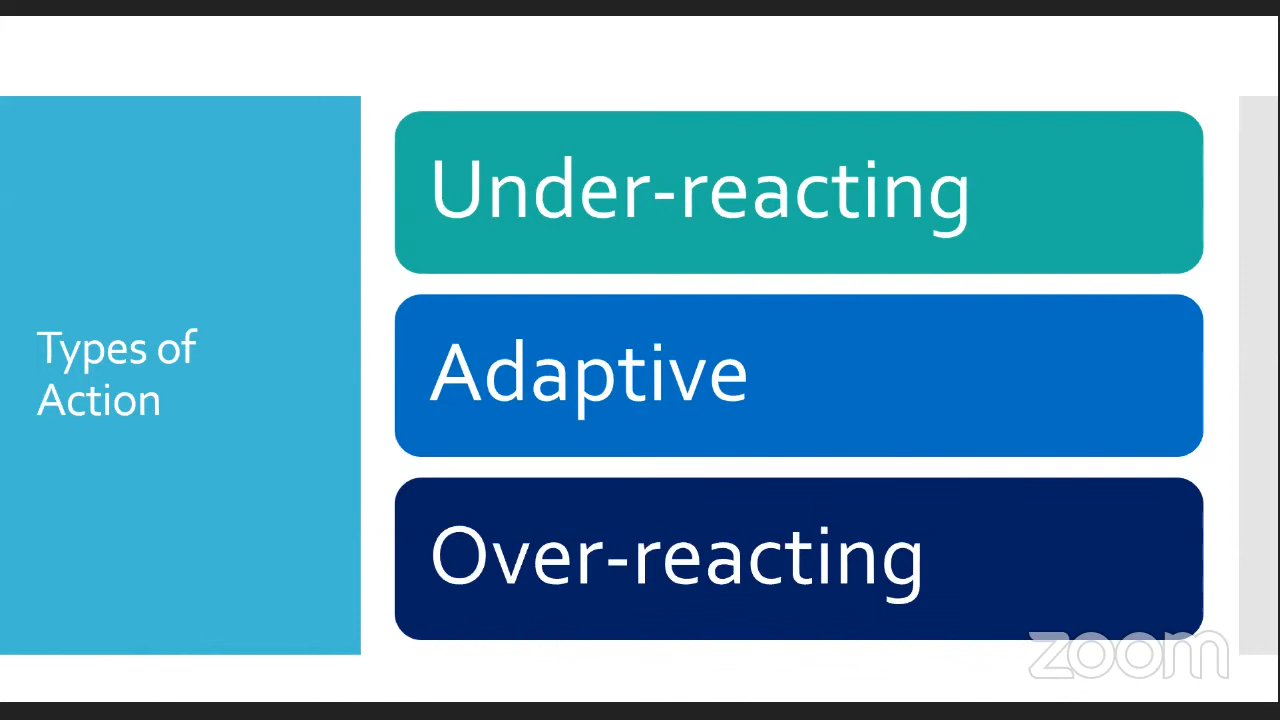 Types of
Action
Under-reacting
Adaptive
Over-reacting
zoom